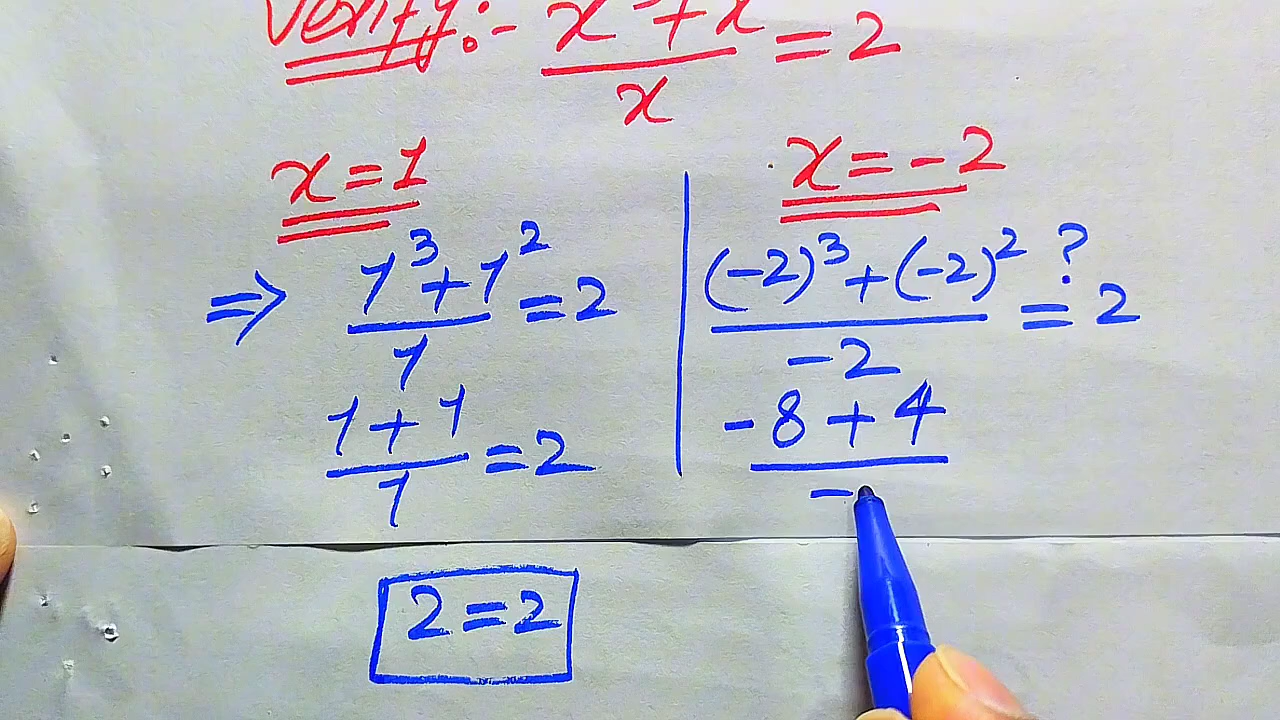 Verify:- x³+x² / x = 2
x=1
⇒ 1³+1² / 1 = 2
1+1 / 1 = 2
2=2
x=-2
(-2)³+(-2)² / -2 =? 2
-8+4 / -